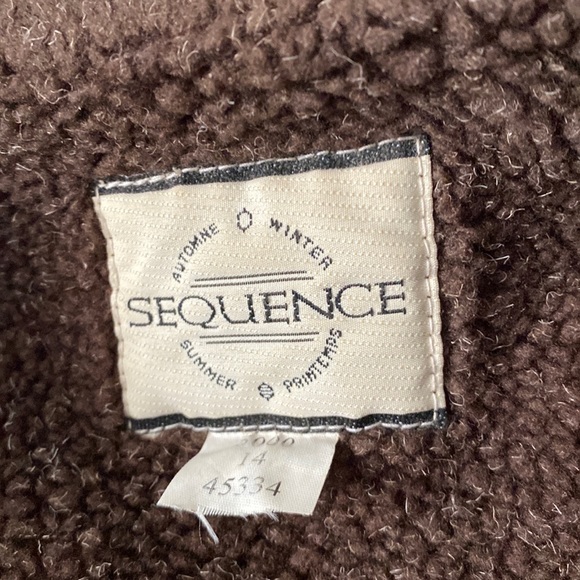 AUTOMNE WINTER
SEQUENCE
SUMMER PRINTEMPS
14
45334